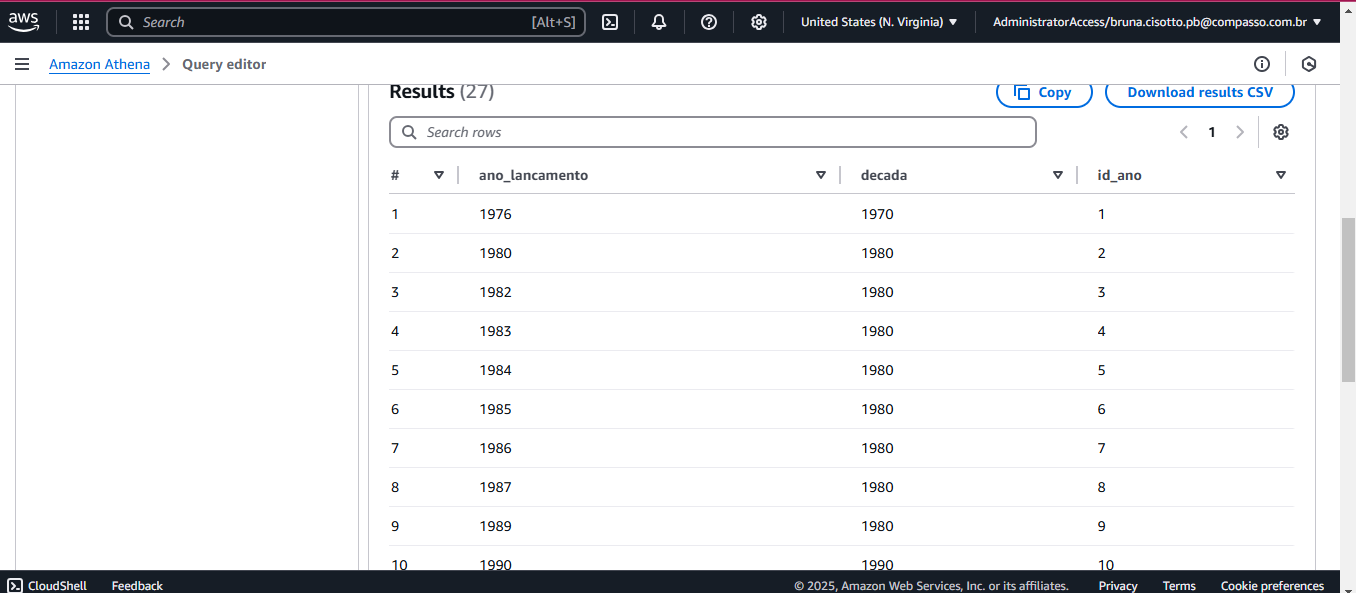 aws Search [Alt+S] United States (N. Virginia) AdministratorAccess/bruna.cisotto.pb@compasso.com.br
Amazon Athena Query editor
Results (27) Copy Download results CSV
Search rows 1
# ano_lancamento decada id_ano
1 1976 1970 1
2 1980 1980 2
3 1982 1980 3
4 1983 1980 4
5 1984 1980 5
6 1985 1980 6
7 1986 1980 7
8 1987 1980 8
9 1989 1980 9
10 1990 1990 10
CloudShell Feedback © 2025, Amazon Web Services, Inc. or its affiliates. Privacy Terms Cookie preferences